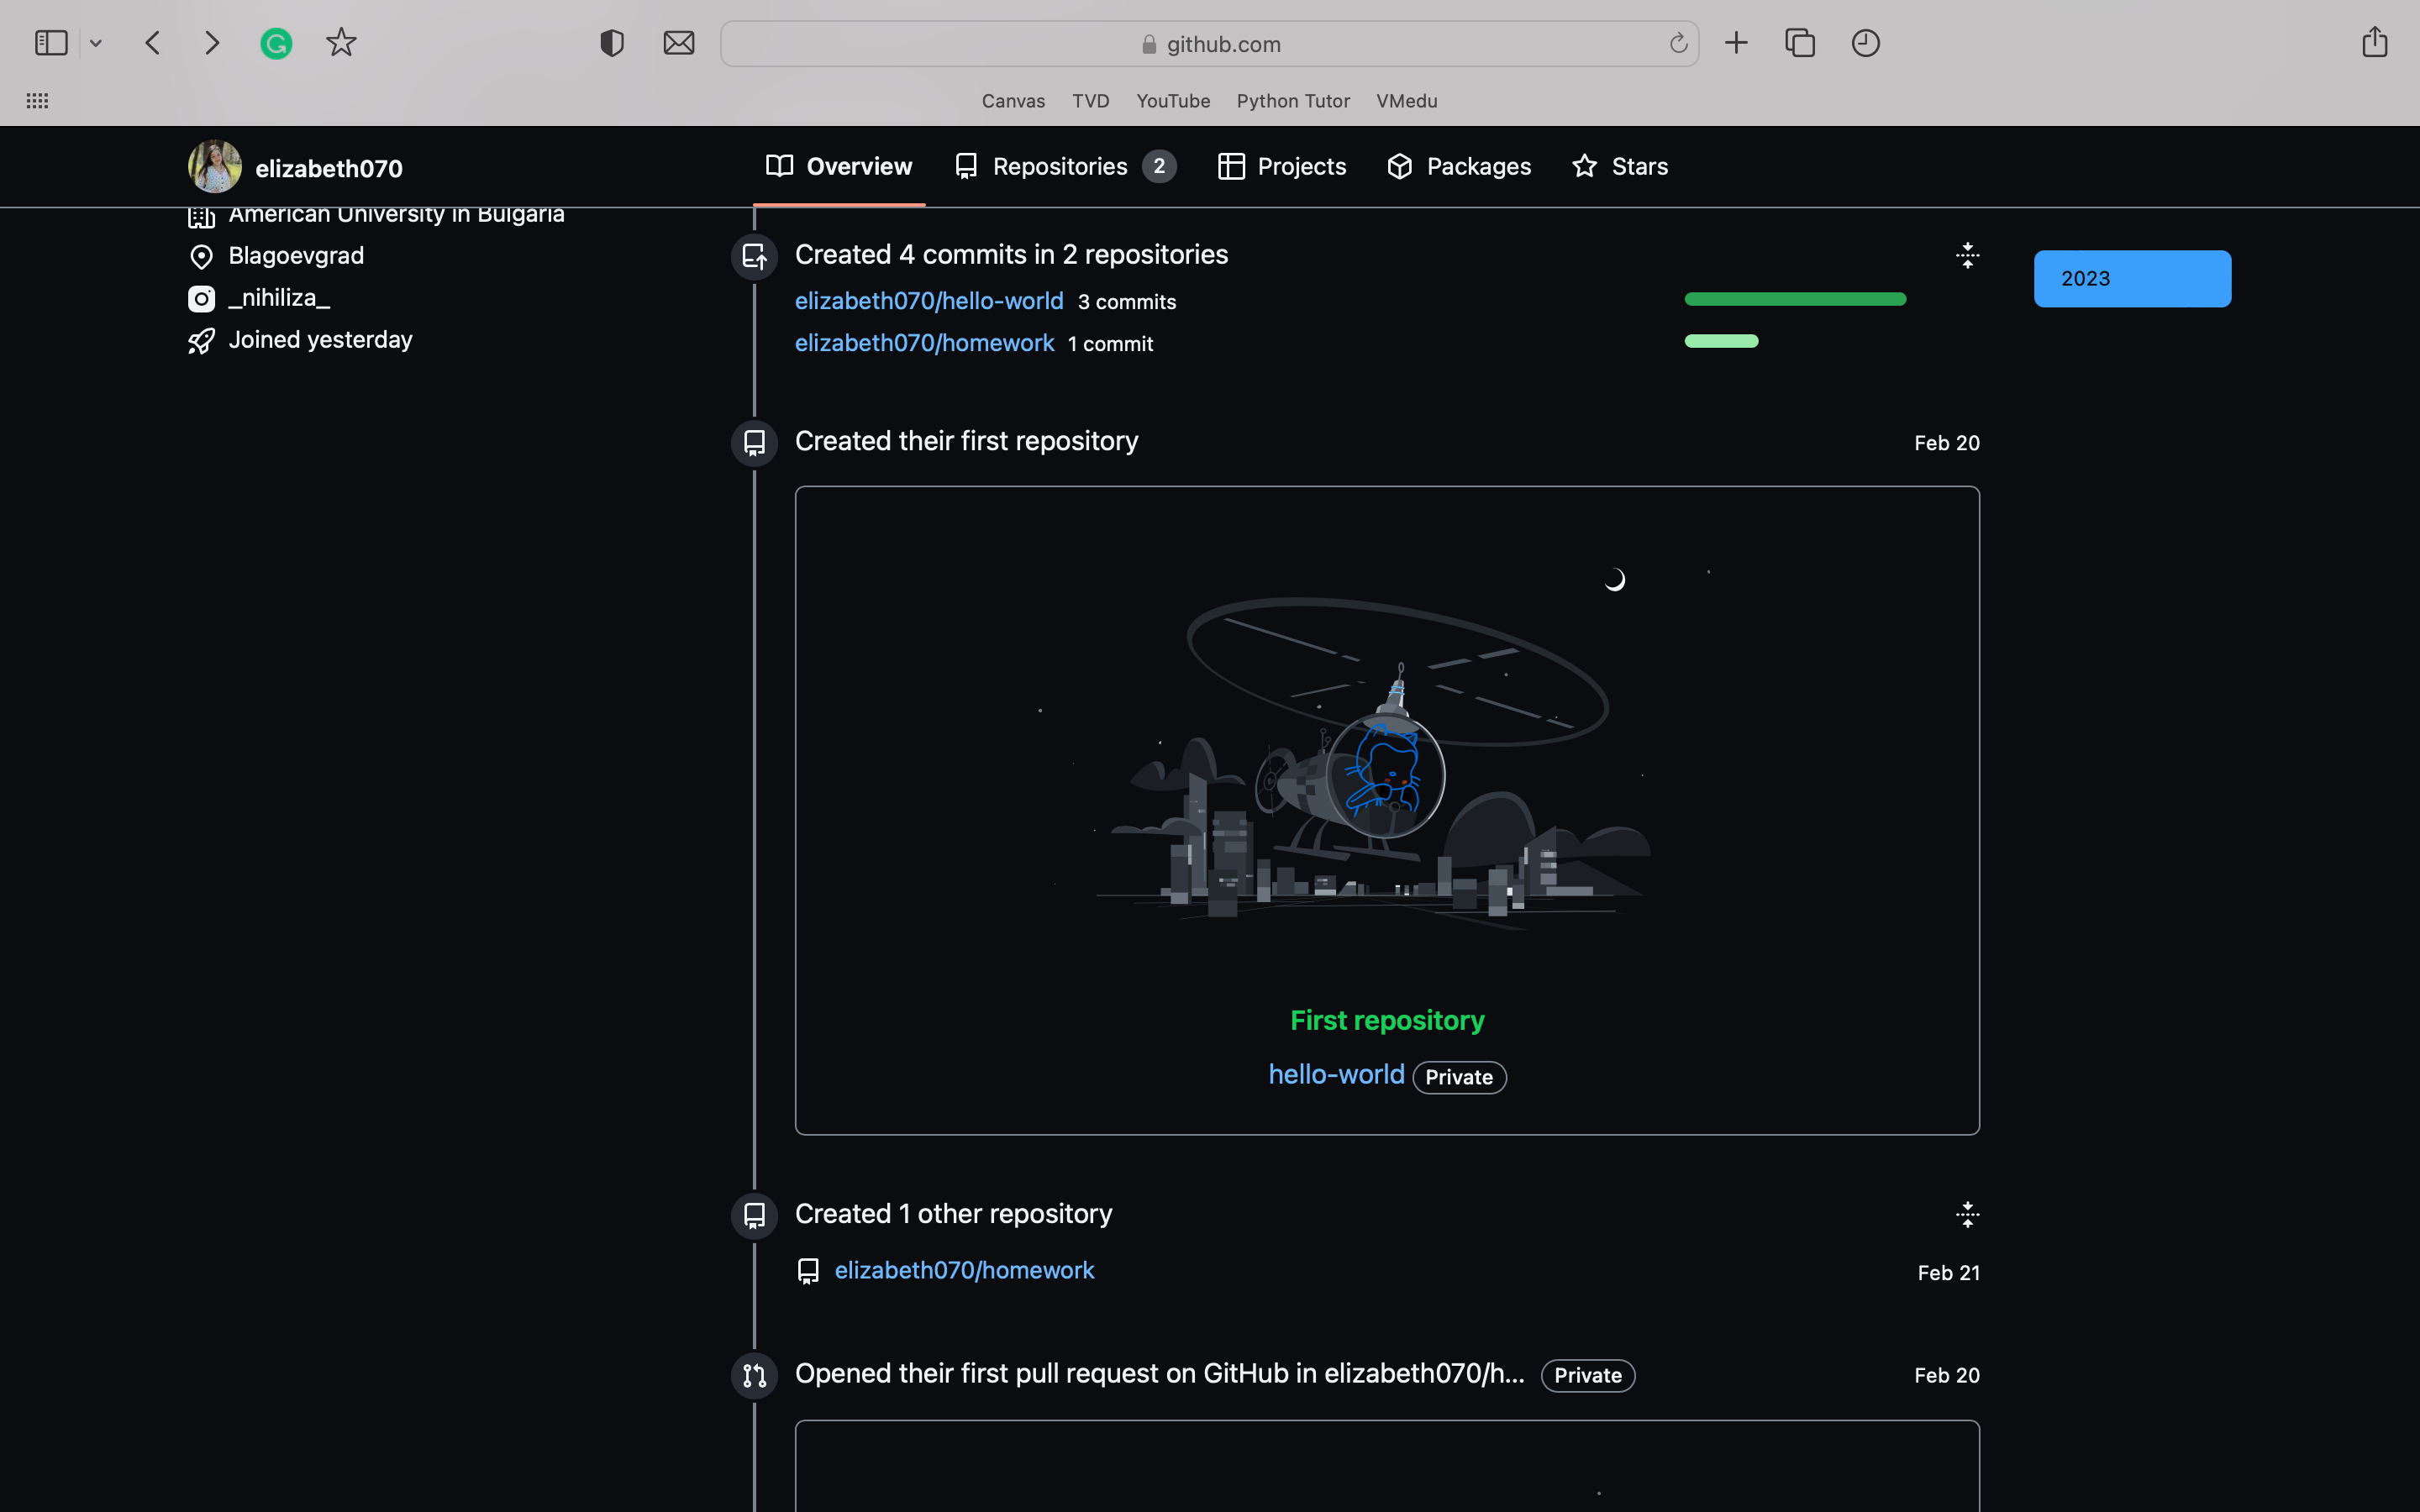 github.com
Canvas TVD YouTube Python Tutor VMedu
elizabeth070
Overview Repositories 2 Projects Packages Stars
American University in Bulgaria
Blagoevgrad
_nihiliza_
Joined yesterday
Created 4 commits in 2 repositories
elizabeth070/hello-world 3 commits
elizabeth070/homework 1 commit
2023
Created their first repository Feb 20
First repository
hello-world Private
Created 1 other repository
elizabeth070/homework Feb 21
Opened their first pull request on GitHub in elizabeth070/h... Private Feb 20